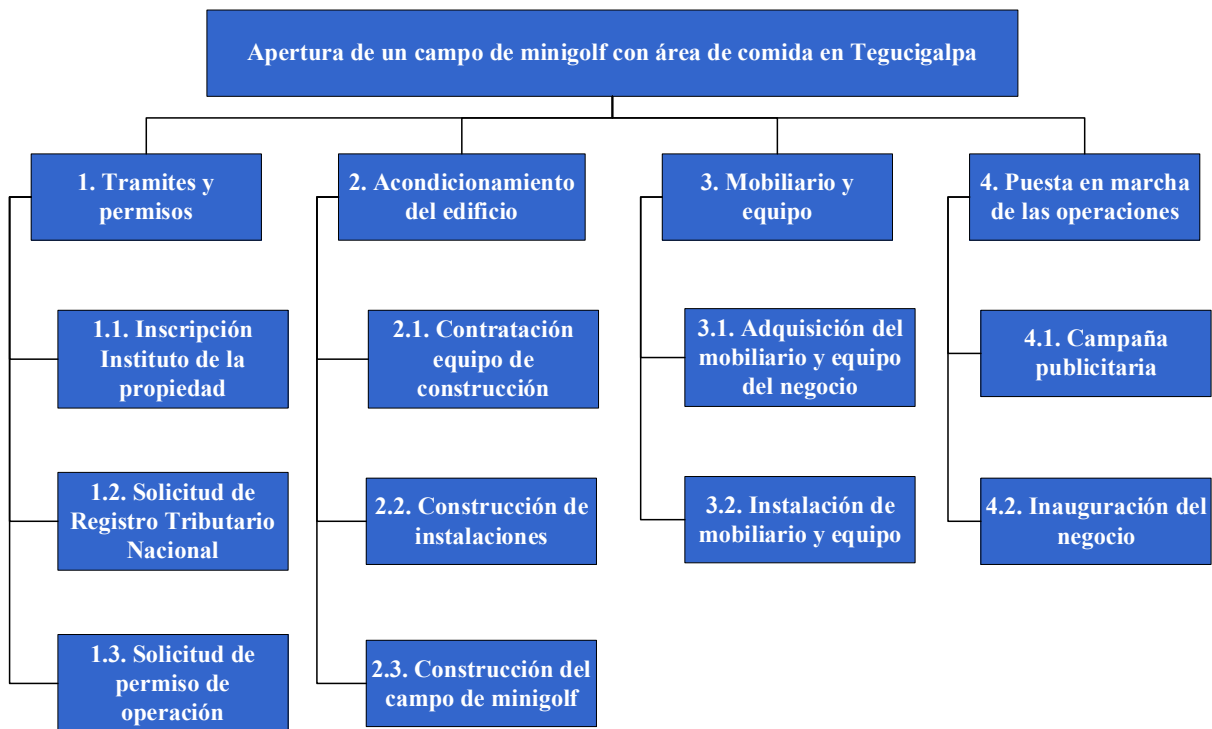 Apertura de un campo de minigolf con área de comida en Tegucigalpa
1. Tramites y
permisos
2. Acondicionamiento
del edificio
3. Mobiliario y
equipo
4. Puesta en marcha
de las operaciones
1.1. Inscripción
Instituto de la
propiedad
2.1. Contratación
equipo de
construcción
3.1. Adquisición del
mobiliario y equipo
del negocio
4.1. Campaña
publicitaria
1.2. Solicitud de
Registro Tributario
Nacional
2.2. Construcción de
instalaciones
3.2. Instalación de
mobiliario y equipo
4.2. Inauguración del
negocio
1.3. Solicitud de
permiso de
operación
2.3. Construcción del
campo de minigolf